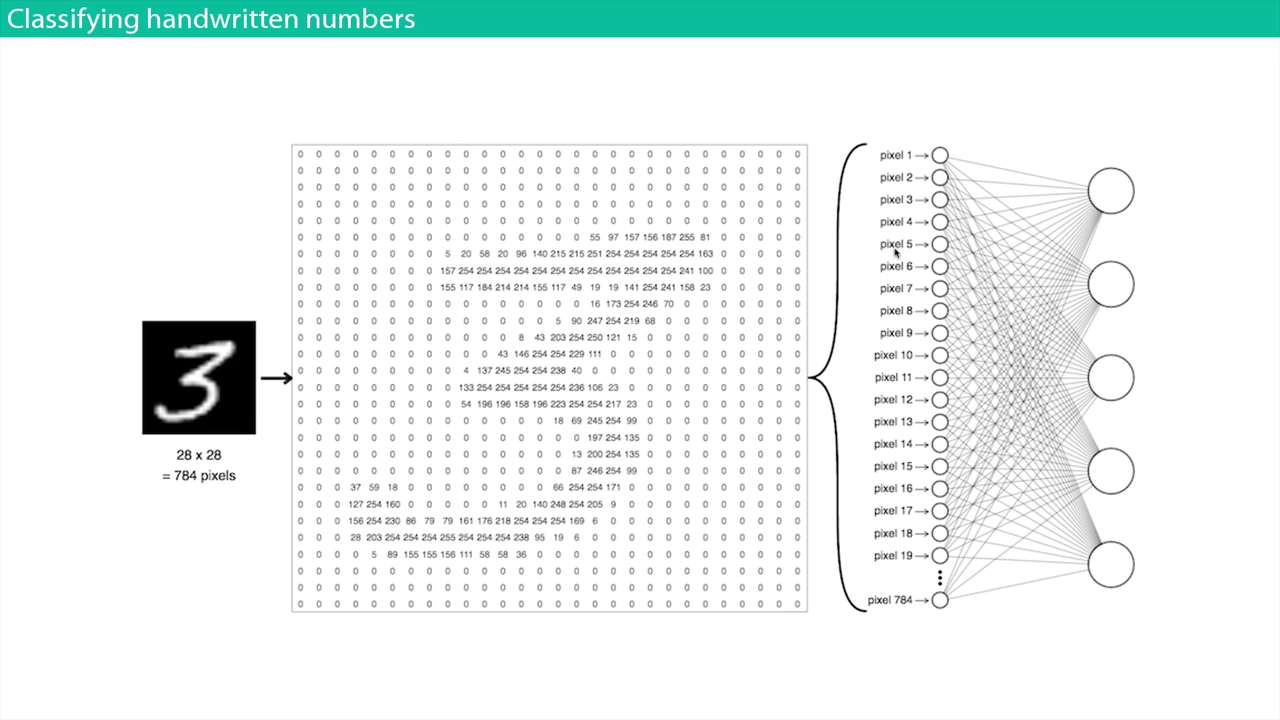 Classifying handwritten numbers
28 x 28
= 784 pixels
0 0 0 0 0 0 0 0 0 0 0 0 0 0 0 0 0 0 0 0 0 0 0 0 0 0 0 0
0 0 0 0 0 0 0 0 0 0 0 0 0 0 0 0 0 0 0 0 0 0 0 0 0 0 0 0
0 0 0 0 0 0 0 0 0 0 0 0 0 0 0 0 0 0 0 0 0 0 0 0 0 0 0 0
0 0 0 0 0 0 0 0 0 0 0 0 0 0 0 0 0 0 0 0 0 0 0 0 0 0 0 0
0 0 0 0 0 0 0 0 0 0 0 0 0 0 0 0 0 0 0 0 0 0 0 0 0 0 0 0
0 0 0 0 0 0 0 0 0 0 0 0 0 0 0 0 55 97 157 156 187 255 81 0 0 0 0 0
0 0 0 0 0 0 0 0 5 20 58 20 96 140 215 215 251 254 254 254 254 254 163 0 0 0 0 0
0 0 0 0 0 0 0 0 157 254 254 254 254 254 254 254 254 254 254 254 254 241 100 0 0 0 0 0
0 0 0 0 0 0 0 0 155 117 184 214 214 155 117 49 19 19 141 254 241 158 23 0 0 0 0 0
0 0 0 0 0 0 0 0 0 0 0 0 0 0 0 0 16 173 254 246 70 0 0 0 0 0 0 0
0 0 0 0 0 0 0 0 0 0 0 0 0 0 5 90 247 254 219 68 0 0 0 0 0 0 0 0
0 0 0 0 0 0 0 0 0 0 0 0 8 43 203 254 250 121 15 0 0 0 0 0 0 0 0 0
0 0 0 0 0 0 0 0 0 0 0 43 146 254 254 229 111 0 0 0 0 0 0 0 0 0 0 0
0 0 0 0 0 0 0 0 0 4 137 245 254 254 238 40 0 0 0 0 0 0 0 0 0 0 0 0
0 0 0 0 0 0 0 0 0 133 254 254 254 254 254 236 106 23 0 0 0 0 0 0 0 0 0 0
0 0 0 0 0 0 0 0 0 54 196 196 158 196 223 254 254 217 23 0 0 0 0 0 0 0 0 0
0 0 0 0 0 0 0 0 0 0 0 0 0 0 18 69 245 254 99 0 0 0 0 0 0 0 0 0
0 0 0 0 0 0 0 0 0 0 0 0 0 0 0 0 197 254 135 0 0 0 0 0 0 0 0 0
0 0 0 0 0 0 0 0 0 0 0 0 0 0 0 13 200 254 135 0 0 0 0 0 0 0 0 0
0 0 0 0 0 0 0 0 0 0 0 0 0 0 0 87 246 254 99 0 0 0 0 0 0 0 0 0
0 0 0 37 59 18 0 0 0 0 0 0 0 0 66 254 254 171 0 0 0 0 0 0 0 0 0 0
0 0 0 127 254 160 0 0 0 0 0 11 20 140 248 254 205 9 0 0 0 0 0 0 0 0 0 0
0 0 0 156 254 230 86 79 79 161 176 218 254 254 254 169 6 0 0 0 0 0 0 0 0 0 0 0
0 0 0 28 203 254 254 254 255 254 254 254 238 95 19 6 0 0 0 0 0 0 0 0 0 0 0 0
0 0 0 0 5 89 155 155 156 111 58 58 36 0 0 0 0 0 0 0 0 0 0 0 0 0 0 0
0 0 0 0 0 0 0 0 0 0 0 0 0 0 0 0 0 0 0 0 0 0 0 0 0 0 0 0
0 0 0 0 0 0 0 0 0 0 0 0 0 0 0 0 0 0 0 0 0 0 0 0 0 0 0 0
0 0 0 0 0 0 0 0 0 0 0 0 0 0 0 0 0 0 0 0 0 0 0 0 0 0 0 0
pixel 1
pixel 2
pixel 3
pixel 4
pixel 5
pixel 6
pixel 7
pixel 8
pixel 9
pixel 10
pixel 11
pixel 12
pixel 13
pixel 14
pixel 15
pixel 16
pixel 17
pixel 18
pixel 19
pixel 784
3